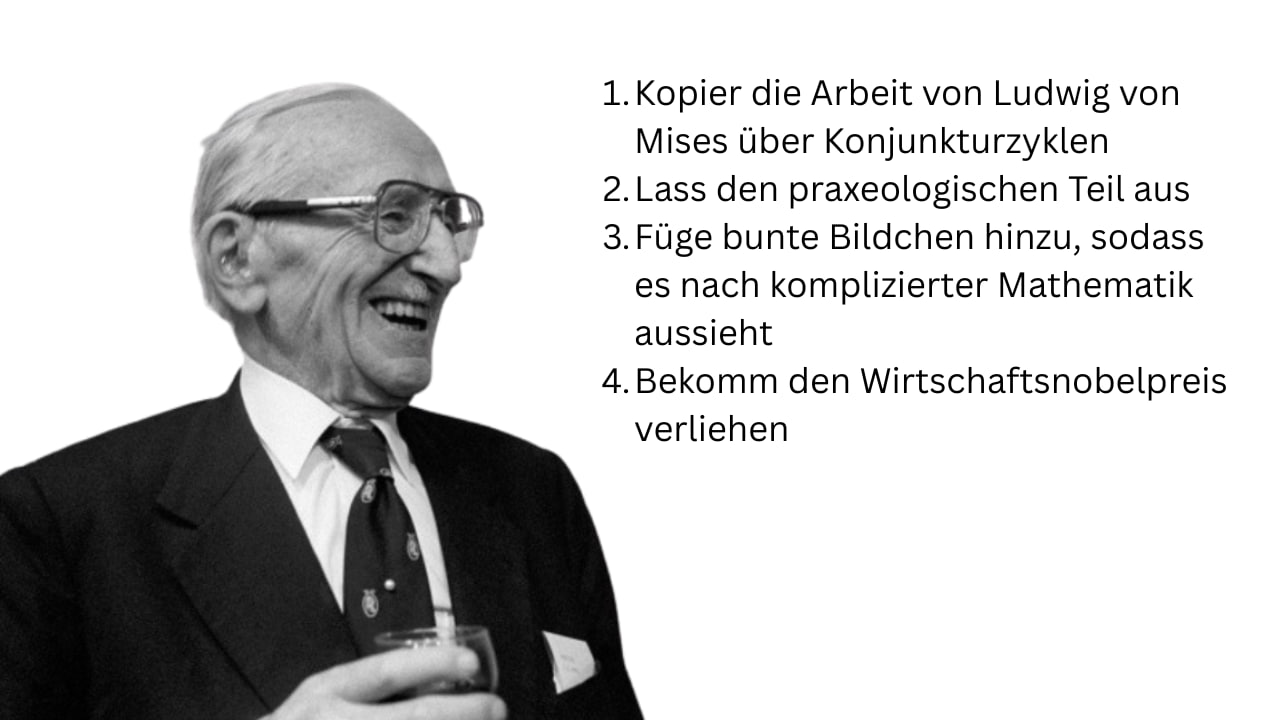 1. Kopier die Arbeit von Ludwig von
Mises über Konjunkturzyklen
2. Lass den praxeologischen Teil aus
3. Füge bunte Bildchen hinzu, sodass
es nach komplizierter Mathematik
aussieht
4. Bekomm den Wirtschaftsnobelpreis
verliehen